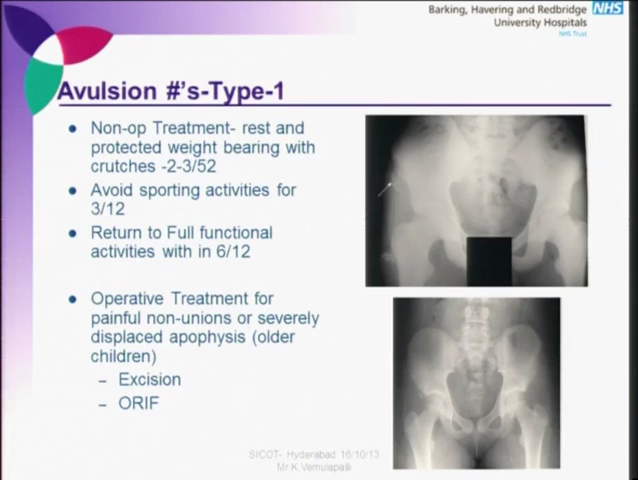 Barking, Havering and Redbridge NHS
University Hospitals
NHS Trust
Avulsion #'s-Type-1
Non-op Treatment- rest and
protected weight bearing with
crutches -2-3/52
Avoid sporting activities for
3/12
Return to Full functional
activities with in 6/12
Operative Treatment for
painful non-unions or severely
displaced apophysis (older
children)
– Excision
– ORIF
SICOT- Hyderabad 16/10/13
Mr K.Vemulapalli